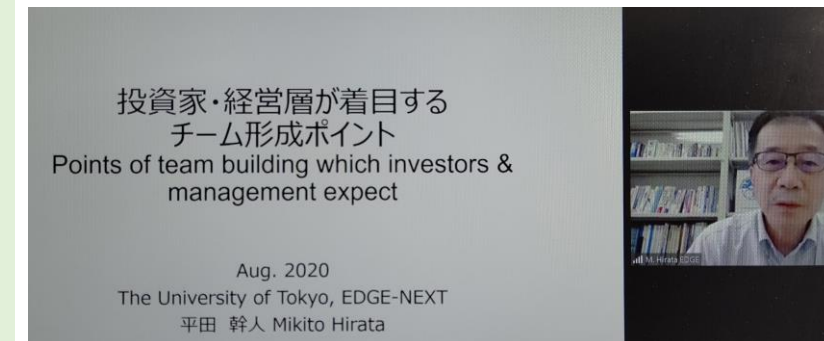 投資家・経営層が着目する
チーム形成ポイント
Points of team building which investors &
management expect
Aug. 2020
The University of Tokyo, EDGE-NEXT
平田 幹人 Mikito Hirata
M. Hirata EDGE